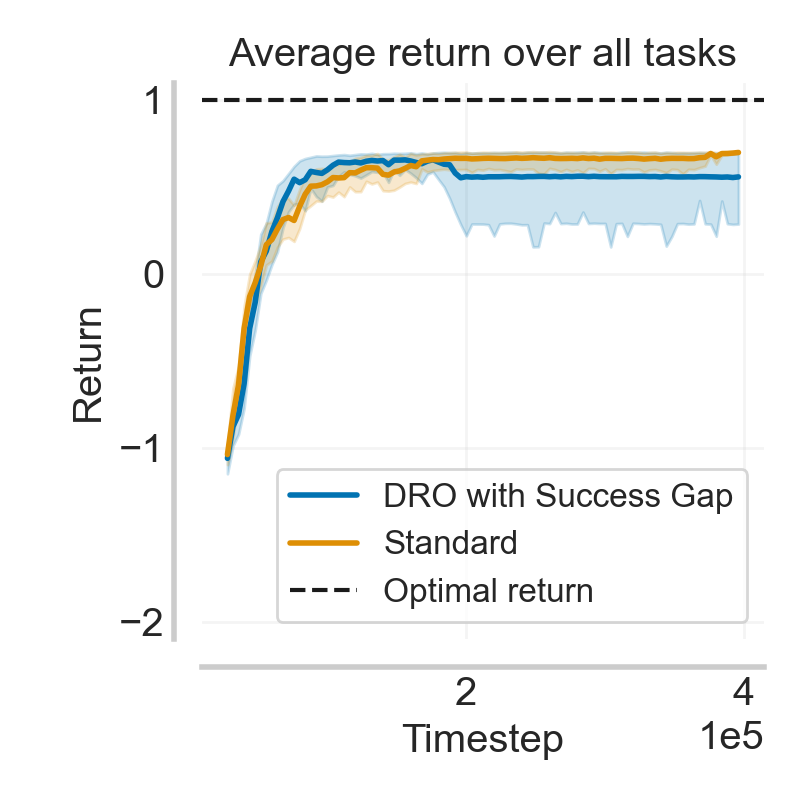 Average return over all tasks
1
0
−1
−2
Return
DRO with Success Gap
Standard
Optimal return
2
4
Timestep
1e5